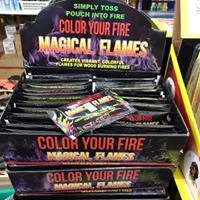 SIMPLY TOSS
POUCH INTO FIRE
COLOR YOUR FIRE
MAGICAL FLAMES
CREATES VIBRANT, COLORFUL
FLAMES FOR WOOD BURNING FIRES
COLOR YOUR FIRE
MAGICAL FLAMES
COLOR YOUR FIRE
MAGICAL FLAMES